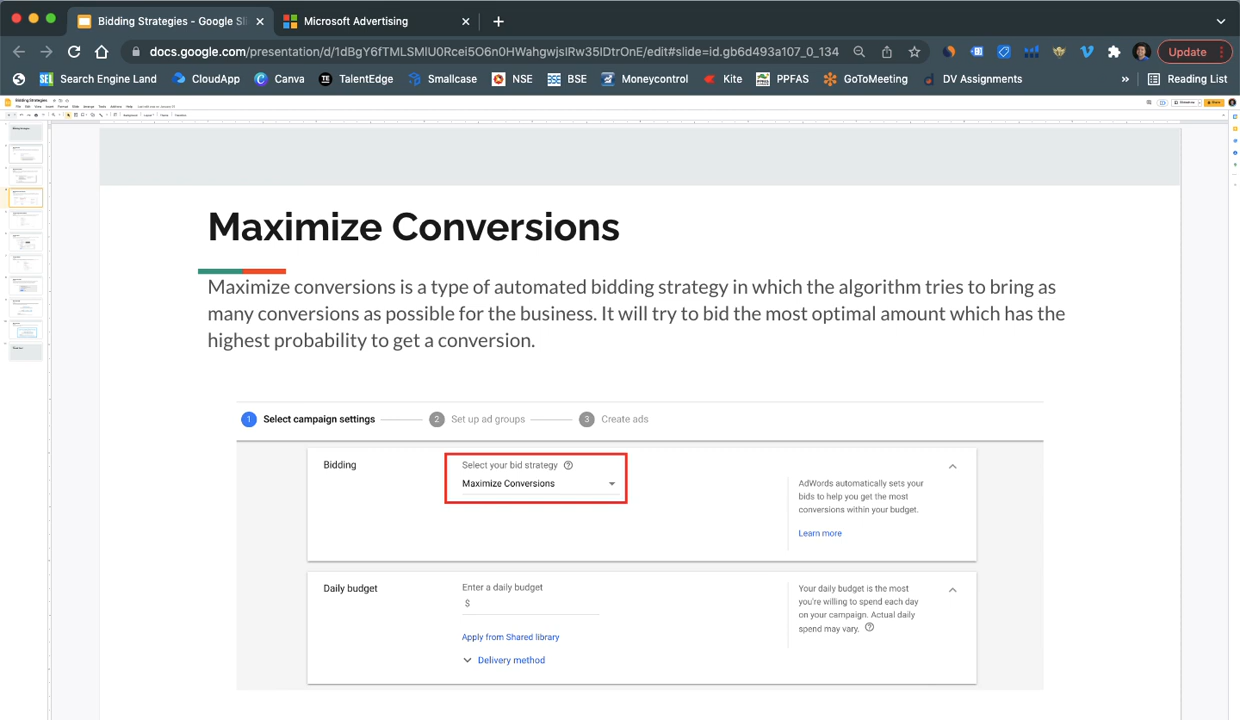 Bidding Strategies - Google Sli
Microsoft Advertising
docs.google.com/presentation/d/1dBgY6fTMLSMlU0Rcei5O6n0HWahgwjslRw35IDtrOnE/edit#slide=id.gb6d493a107_0_134
Update
Search Engine Land
CloudApp
Canva
TalentEdge
Smallcase
NSE
BSE
Moneycontrol
Kite
PPFAS
GoToMeeting
DV Assignments
»
Reading List
Bidding Strategies
Maximize Conversions
Maximize conversions is a type of automated bidding strategy in which the algorithm tries to bring as
many conversions as possible for the business. It will try to bid the most optimal amount which has the
highest probability to get a conversion.
1 Select campaign settings
2 Set up ad groups
3 Create ads
Bidding
Select your bid strategy
Maximize Conversions
AdWords automatically sets your
bids to help you get the most
conversions within your budget.
Learn more
Daily budget
Enter a daily budget
$
Apply from Shared library
Delivery method
Your daily budget is the most
you're willing to spend each day
on your campaign. Actual daily
spend may vary.